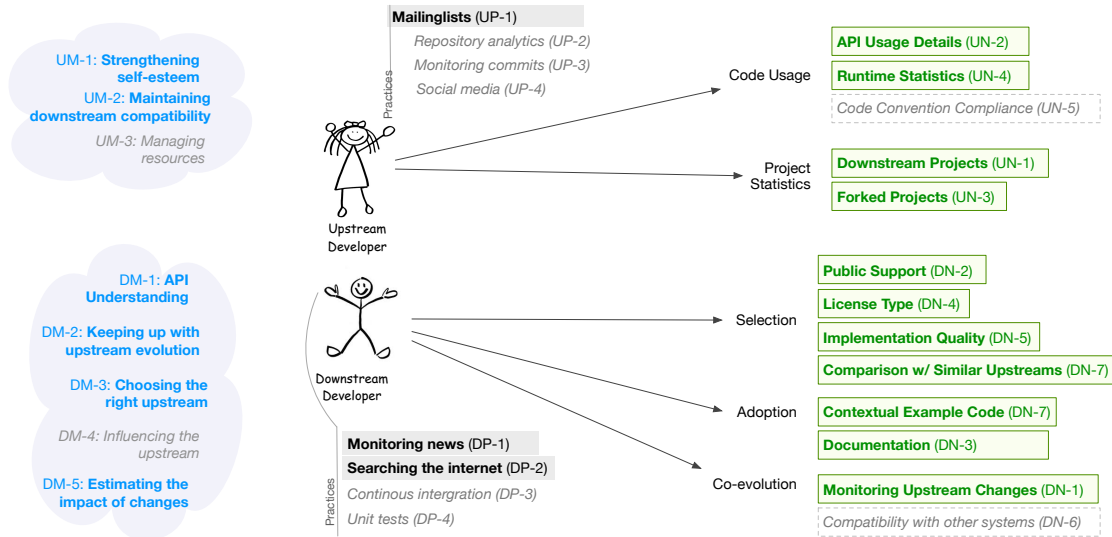 UM-1: Strengthening
self-esteem
UM-2: Maintaining
downstream compatibility
UM-3: Managing
resources
Practices
Mailinglists (UP-1)
Repository analytics (UP-2)
Monitoring commits (UP-3)
Social media (UP-4)
Upstream
Developer
Code Usage
API Usage Details (UN-2)
Runtime Statistics (UN-4)
Code Convention Compliance (UN-5)
Project
Statistics
Downstream Projects (UN-1)
Forked Projects (UN-3)
DM-1: API
Understanding
DM-2: Keeping up with
upstream evolution
DM-3: Choosing the
right upstream
DM-4: Influencing the
upstream
DM-5: Estimating the
impact of changes
Downstream
Developer
Practices
Monitoring news (DP-1)
Searching the internet (DP-2)
Continous intergration (DP-3)
Unit tests (DP-4)
Selection
Public Support (DN-2)
License Type (DN-4)
Implementation Quality (DN-5)
Comparison w/ Similar Upstreams (DN-7)
Adoption
Contextual Example Code (DN-7)
Documentation (DN-3)
Co-evolution
Monitoring Upstream Changes (DN-1)
Compatibility with other systems (DN-6)